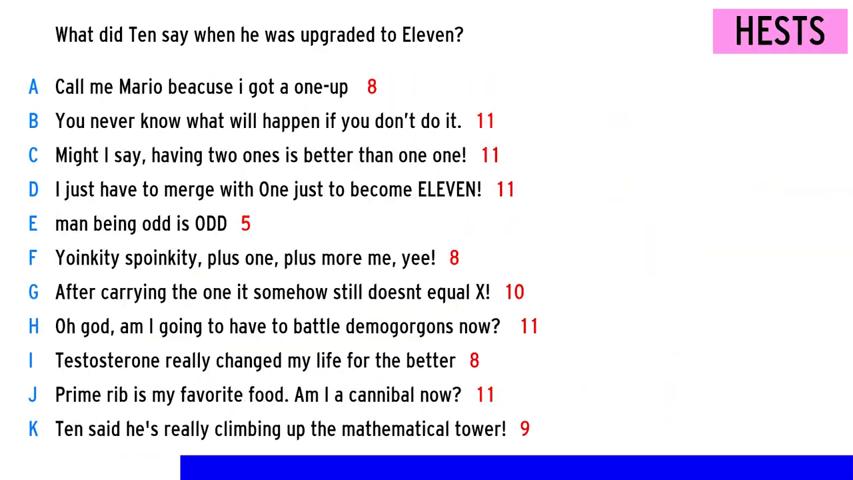 What did Ten say when he was upgraded to Eleven?
HESTS
A Call me Mario beacuse i got a one-up 8
B You never know what will happen if you don't do it. 11
C Might I say, having two ones is better than one one! 11
D I just have to merge with One just to become ELEVEN! 11
E man being odd is ODD 5
F Yoinkity spoinkity, plus one, plus more me, yee! 8
G After carrying the one it somehow still doesnt equal X! 10
H Oh god, am I going to have to battle demogorgons now? 11
I Testosterone really changed my life for the better 8
J Prime rib is my favorite food. Am I a cannibal now? 11
K Ten said he's really climbing up the mathematical tower! 9